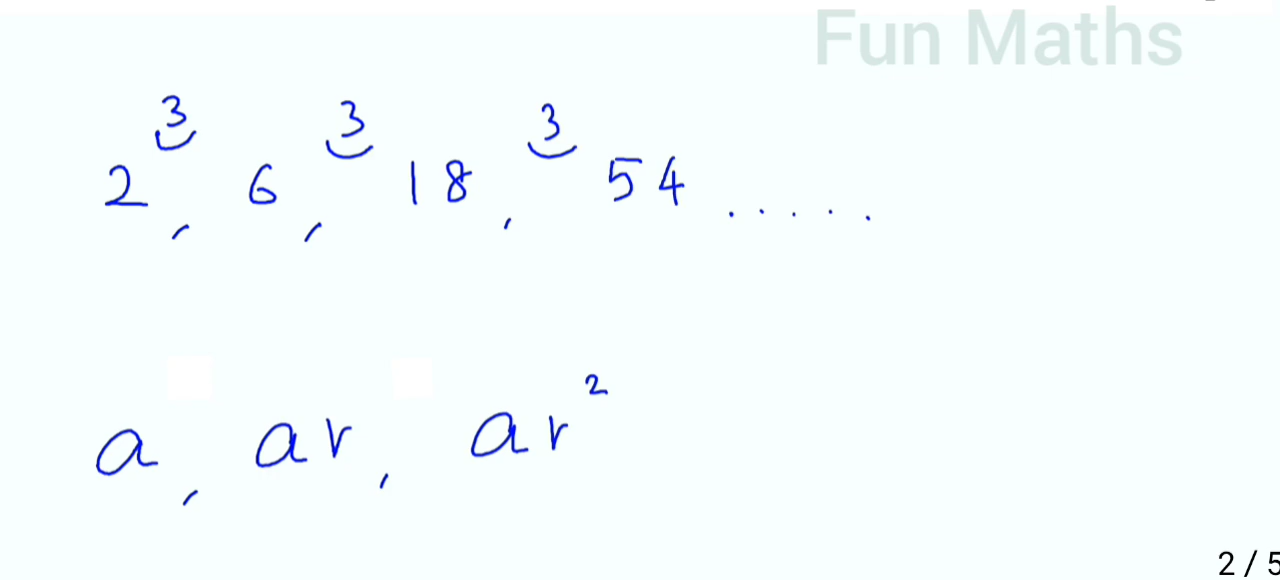 Fun Maths
3 3 3
2, 6, 18, 54 .....
a, ar, ar²
2 / 5